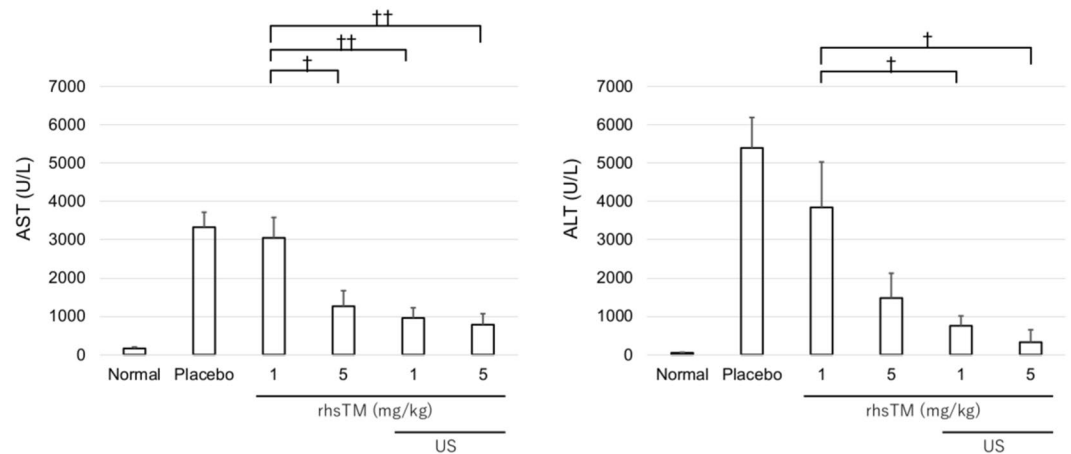 ††
††
†
7000
6000
5000
4000
3000
2000
1000
0
AST (U/L)
Normal Placebo 1 5 1 5
rhsTM (mg/kg)
US
†
†
7000
6000
5000
4000
3000
2000
1000
0
ALT (U/L)
Normal Placebo 1 5 1 5
rhsTM (mg/kg)
US